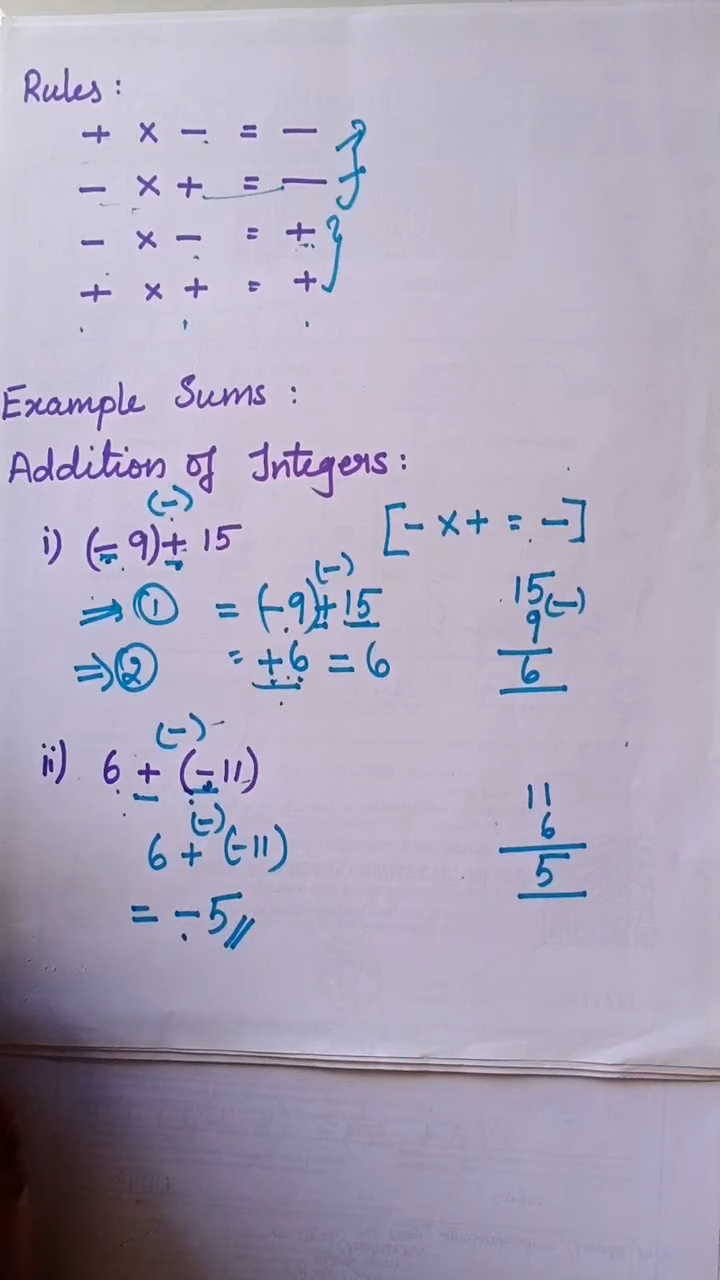 Rules:
+ × - = -
- × + = -
- × - = +
+ × + = +
Example Sums:
Addition of Integers:
(-)
i) (-9)+15 [- × + = -]
(-)
⇒ ① = (-9)+15
⇒ ② = +6 = 6
15
9 (-)
6
(-)
ii) 6 + (-11)
(-)
6 + (-11)
= -5//
11
6
5